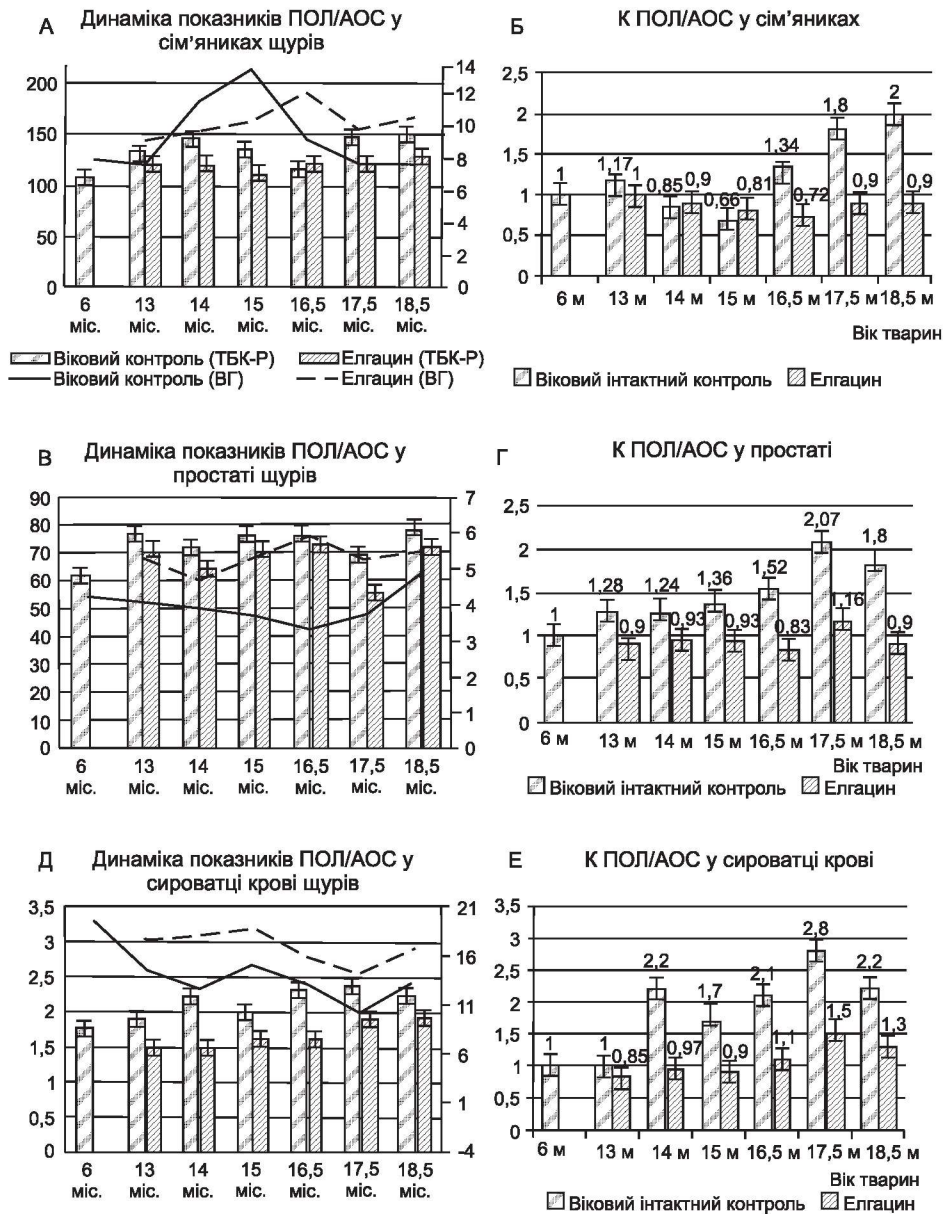 А
Динаміка показників ПОЛ/АОС у
сім’яниках щурів
200
150
100
50
0
14
12
10
8
6
4
2
0
6
міс.
13
міс.
14
міс.
15
міс.
16,5
міс.
17,5
міс.
18,5
міс.
Віковий контроль (ТБК-Р)
Елгацин (ТБК-Р)
Віковий контроль (ВГ)
Елгацин (ВГ)
Б
К ПОЛ/АОС у сім’яниках
2,5
2
1,5
1
0,5
0
1
1,17
1
0,85
0,9
0,66
0,81
1,34
0,72
1,8
0,9
2
0,9
6 м
13 м
14 м
15 м
16,5 м
17,5 м
18,5 м
Вік тварин
Віковий інтактний контроль
Елгацин
В
Динаміка показників ПОЛ/АОС у
простаті щурів
90
80
70
60
50
40
30
20
10
0
7
6
5
4
3
2
1
0
6
міс.
13
міс.
14
міс.
15
міс.
16,5
міс.
17,5
міс.
18,5
міс.
Г
К ПОЛ/АОС у простаті
2,5
2
1,5
1
0,5
0
1
1,28
0,9
1,24
0,93
1,36
0,93
1,52
0,83
2,07
1,16
1,8
0,9
6 м
13 м
14 м
15 м
16,5 м
17,5 м
18,5 м
Вік тварин
Віковий інтактний контроль
Елгацин
Д
Динаміка показників ПОЛ/АОС у
сироватці крові щурів
3,5
3
2,5
2
1,5
1
0,5
0
21
16
11
6
1
-4
6
міс.
13
міс.
14
міс.
15
міс.
16,5
міс.
17,5
міс.
18,5
міс.
Е
К ПОЛ/АОС у сироватці крові
3,5
3
2,5
2
1,5
1
0,5
0
1
1
0,85
2,2
0,97
1,7
0,9
2,1
1,1
2,8
1,5
2,2
1,3
6 м
13 м
14 м
15 м
16,5 м
17,5 м
18,5 м
Вік тварин
Віковий інтактний контроль
Елгацин